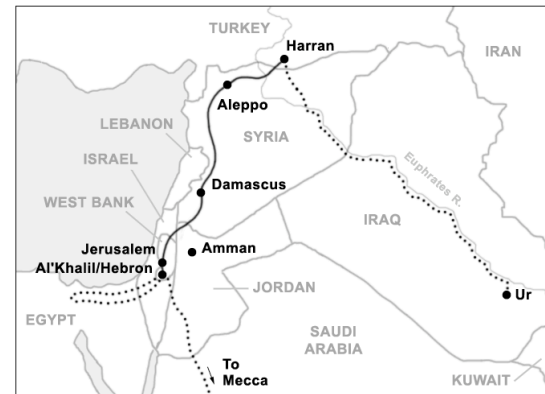 TURKEY
Harran
IRAN
Aleppo
LEBANON
SYRIA
ISRAEL
Euphrates R.
Damascus
WEST BANK
IRAQ
Jerusalem
Amman
Al'Khalil/Hebron
JORDAN
Ur
EGYPT
SAUDI
ARABIA
To
Mecca
KUWAIT